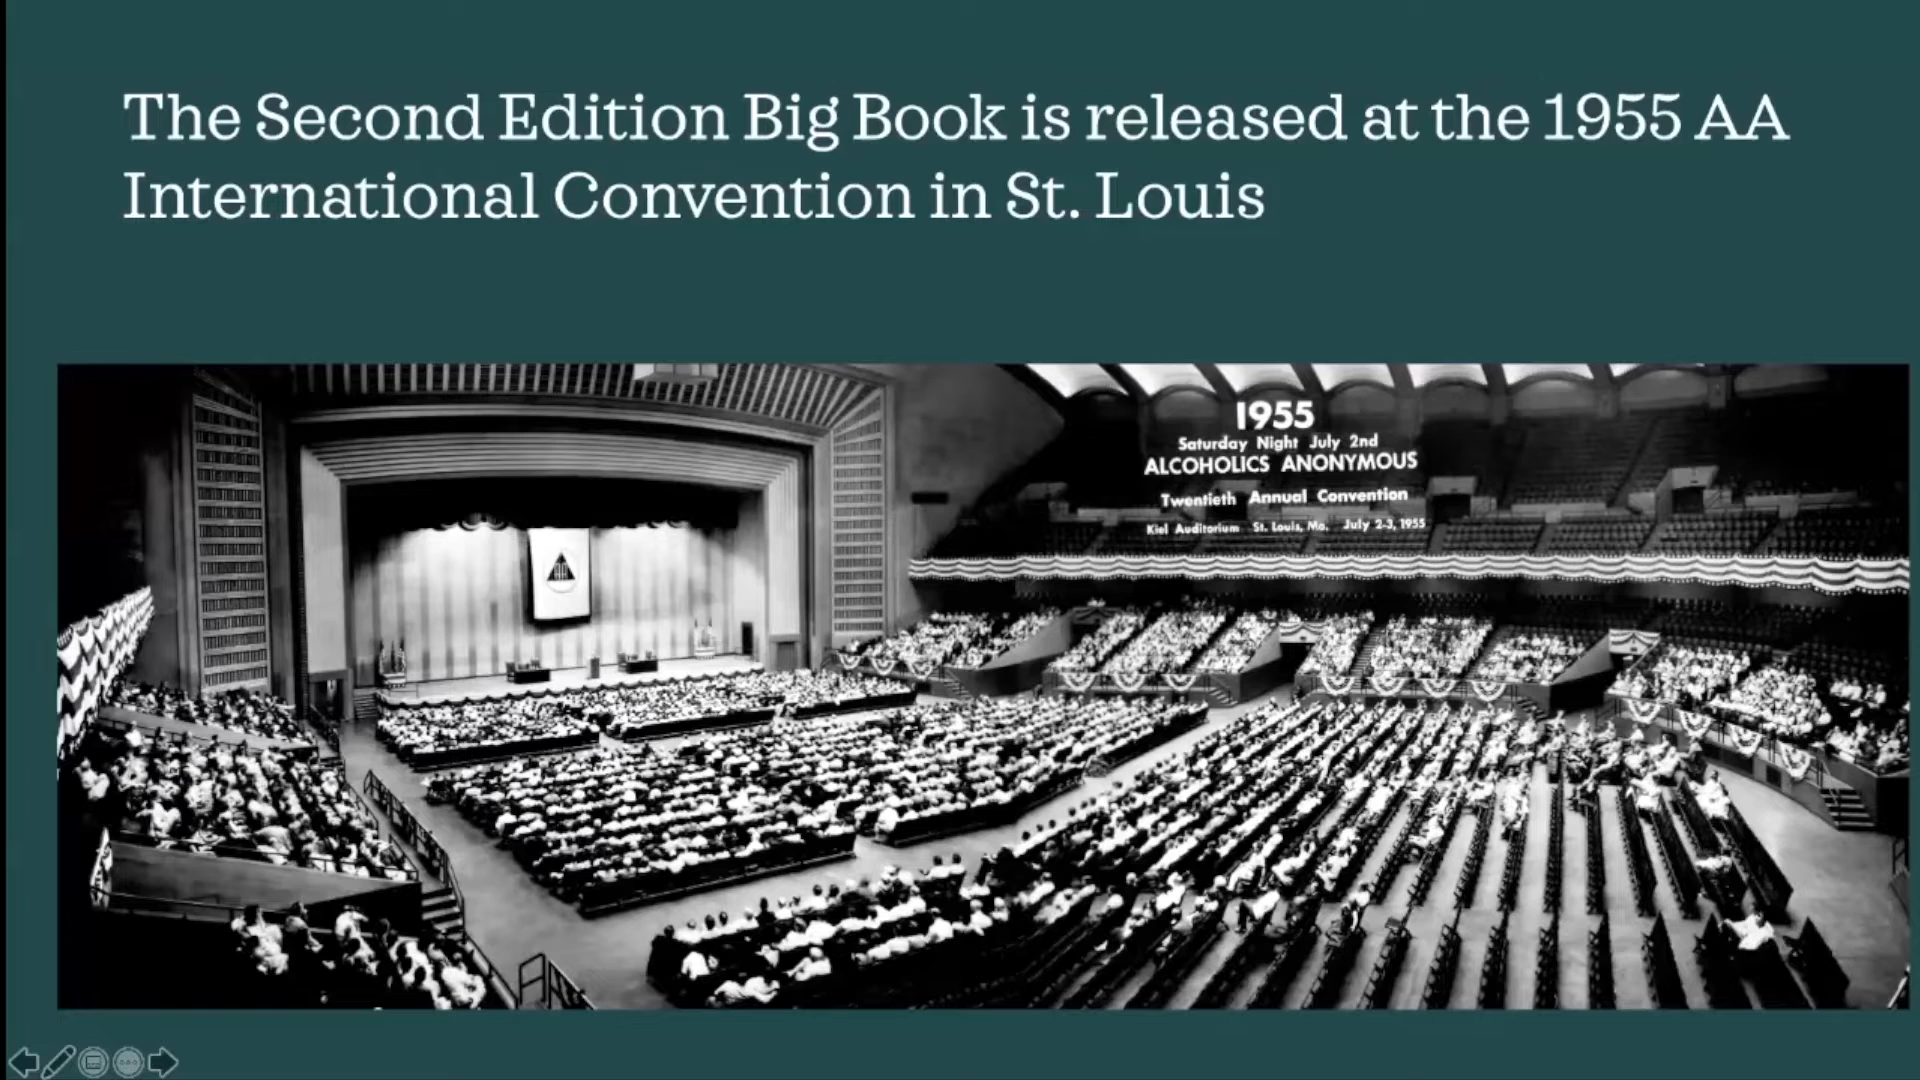 The Second Edition Big Book is released at the 1955 AA
International Convention in St. Louis
1955
Saturday Night July 2nd
ALCOHOLICS ANONYMOUS
Twentieth Annual Convention
Kiel Auditorium St. Louis, Mo. July 2-3, 1955
AA